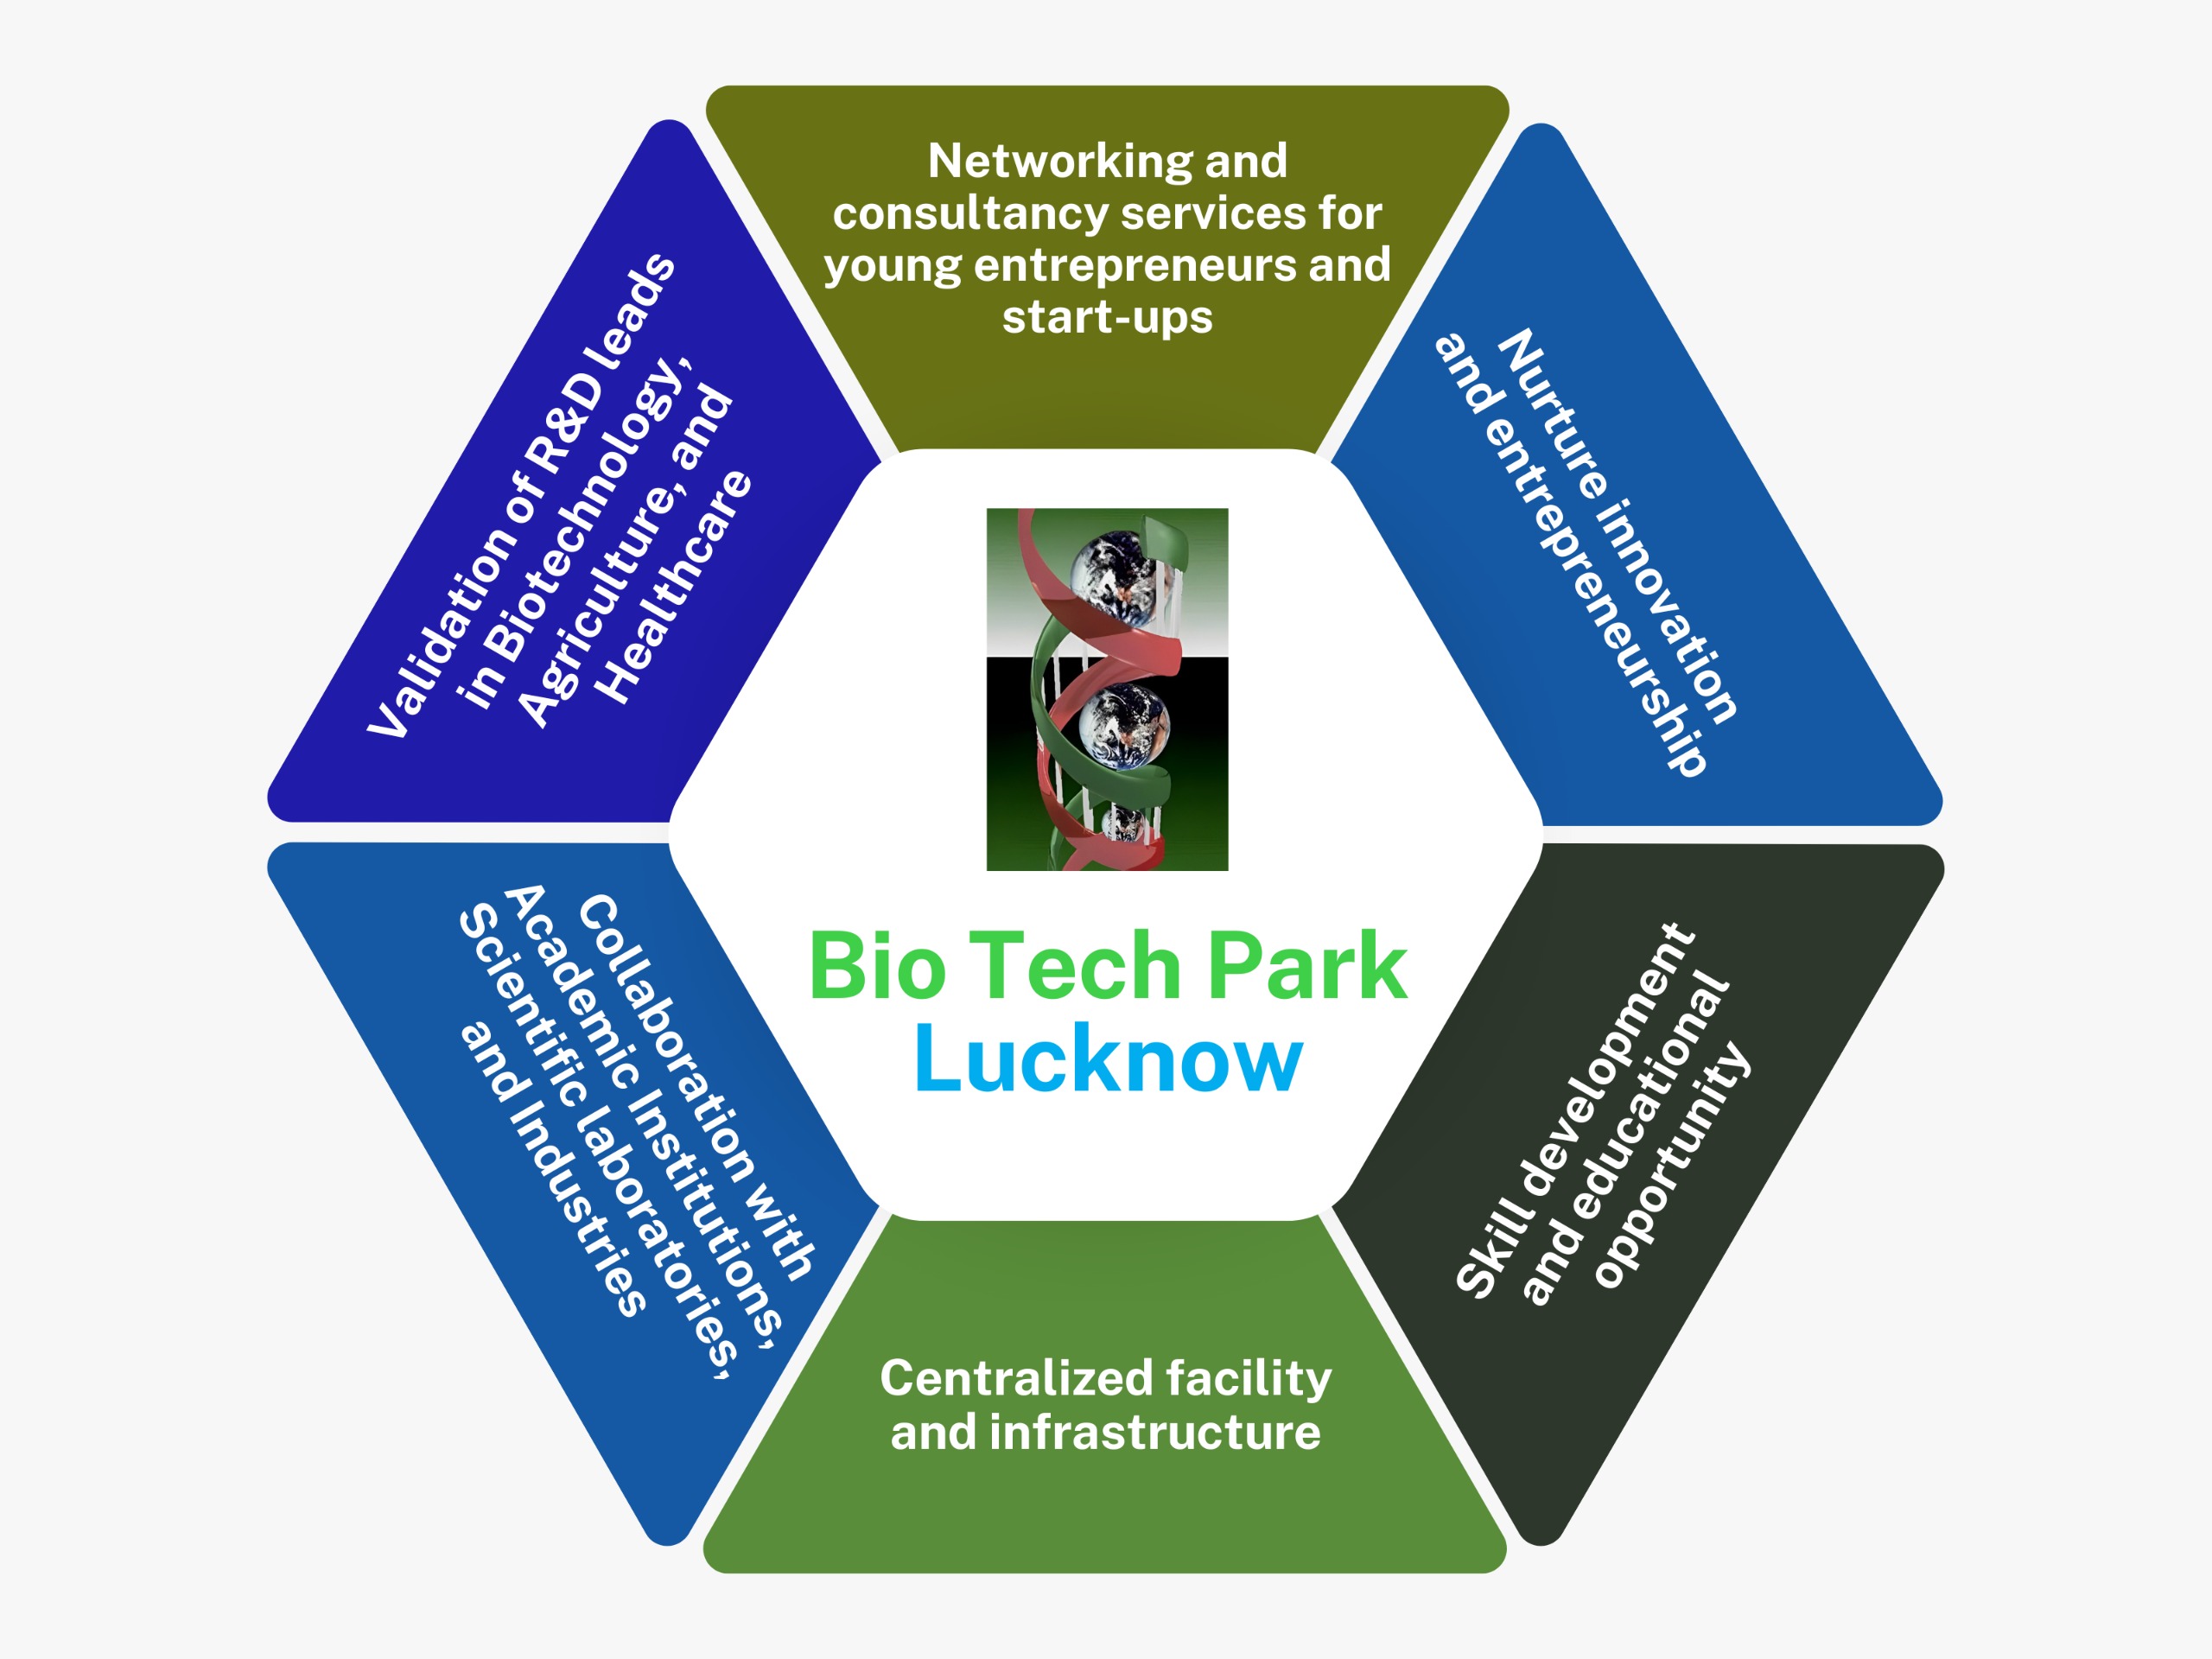 Networking and
consultancy services for
young entrepreneurs and
start-ups
Nurture innovation
and entrepreneurship
Skill development
and educational
opportunity
Centralized facility
and infrastructure
Collaboration with
Academic Institutions,
Scientific laboratories,
and Industries
Validation of R&D leads
in Biotechnology,
Agriculture, and
Healthcare
Bio Tech Park
Lucknow